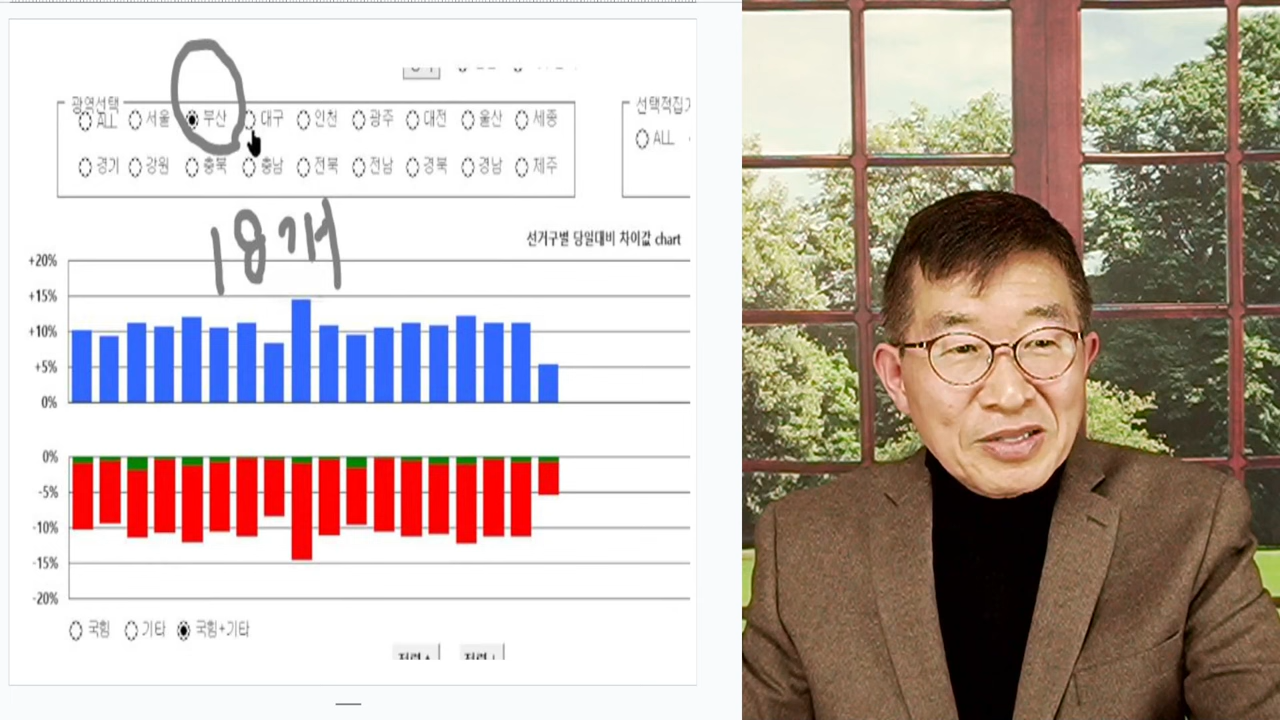 광역선택
선택적집계
ALL 서울 부산 대구 인천 광주 대전 울산 세종
ALL
경기 강원 충북 충남 전북 전남 경북 경남 제주
18개
선거구별 당일대비 차이값 chart
+20%
+15%
+10%
+5%
0%
0%
-5%
-10%
-15%
-20%
국힘 기타 국힘+기타